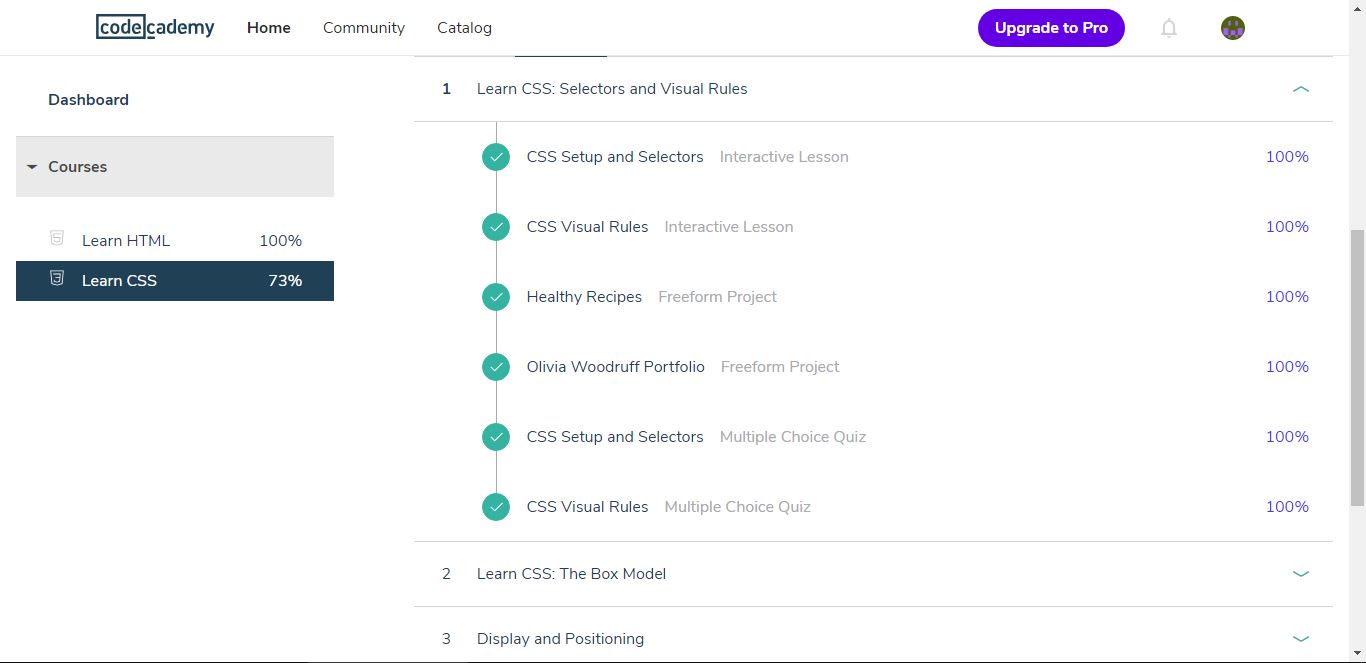 codecademy Home Community Catalog Upgrade to Pro
Dashboard
Courses
Learn HTML 100%
Learn CSS 73%
1 Learn CSS: Selectors and Visual Rules
CSS Setup and Selectors Interactive Lesson 100%
CSS Visual Rules Interactive Lesson 100%
Healthy Recipes Freeform Project 100%
Olivia Woodruff Portfolio Freeform Project 100%
CSS Setup and Selectors Multiple Choice Quiz 100%
CSS Visual Rules Multiple Choice Quiz 100%
2 Learn CSS: The Box Model
3 Display and Positioning